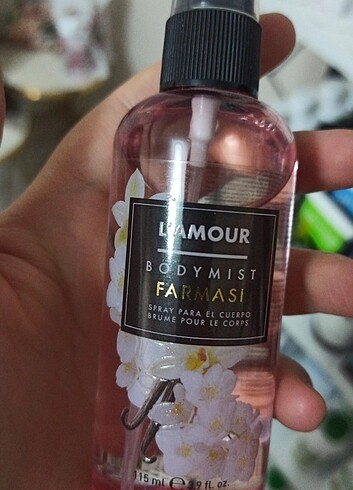 L'AMOUR
BODYMIST
FARMASİ
SPRAY PARA EL CUERPO
BRUME POUR LE CORPS
115 ml ℮ 3.9 fl. oz.